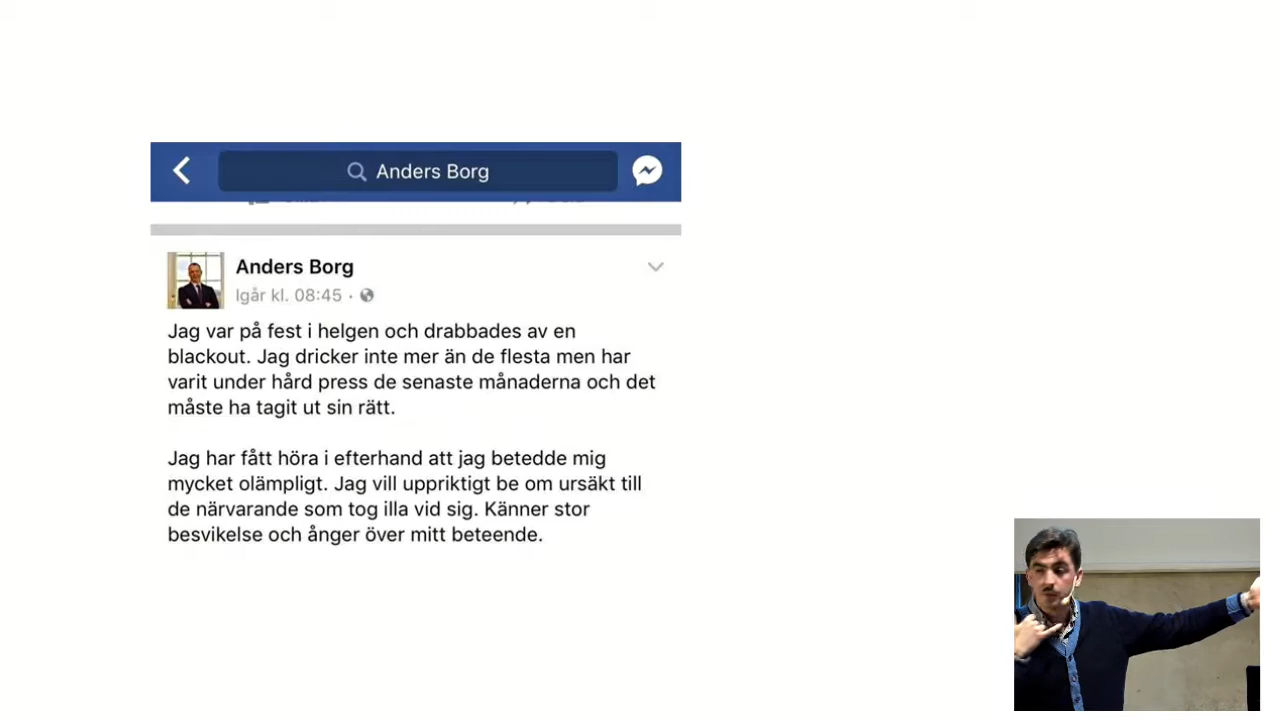 Anders Borg
Anders Borg
Igår kl. 08:45 ·
Jag var på fest i helgen och drabbades av en
blackout. Jag dricker inte mer än de flesta men har
varit under hård press de senaste månaderna och det
måste ha tagit ut sin rätt.
Jag har fått höra i efterhand att jag betedde mig
mycket olämpligt. Jag vill uppriktigt be om ursäkt till
de närvarande som tog illa vid sig. Känner stor
besvikelse och ånger över mitt beteende.